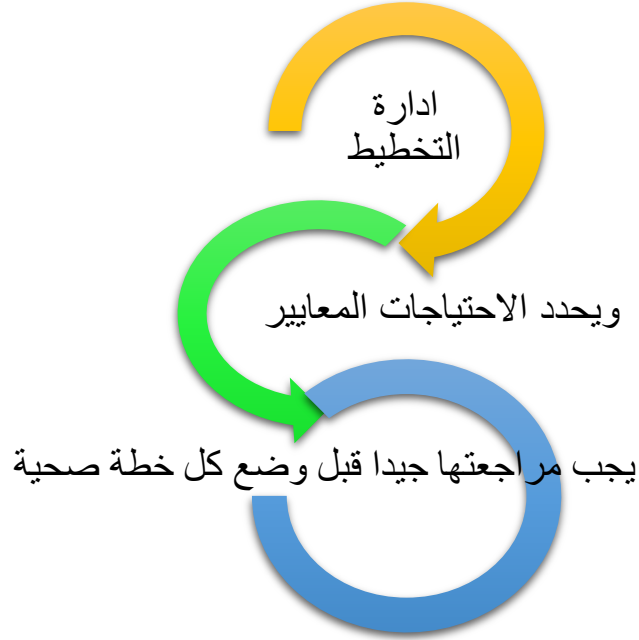 ادارة
التخطيط
ويحدد الاحتياجات المعايير
يجب مراجعتها جيدا قبل وضع كل خطة صحية